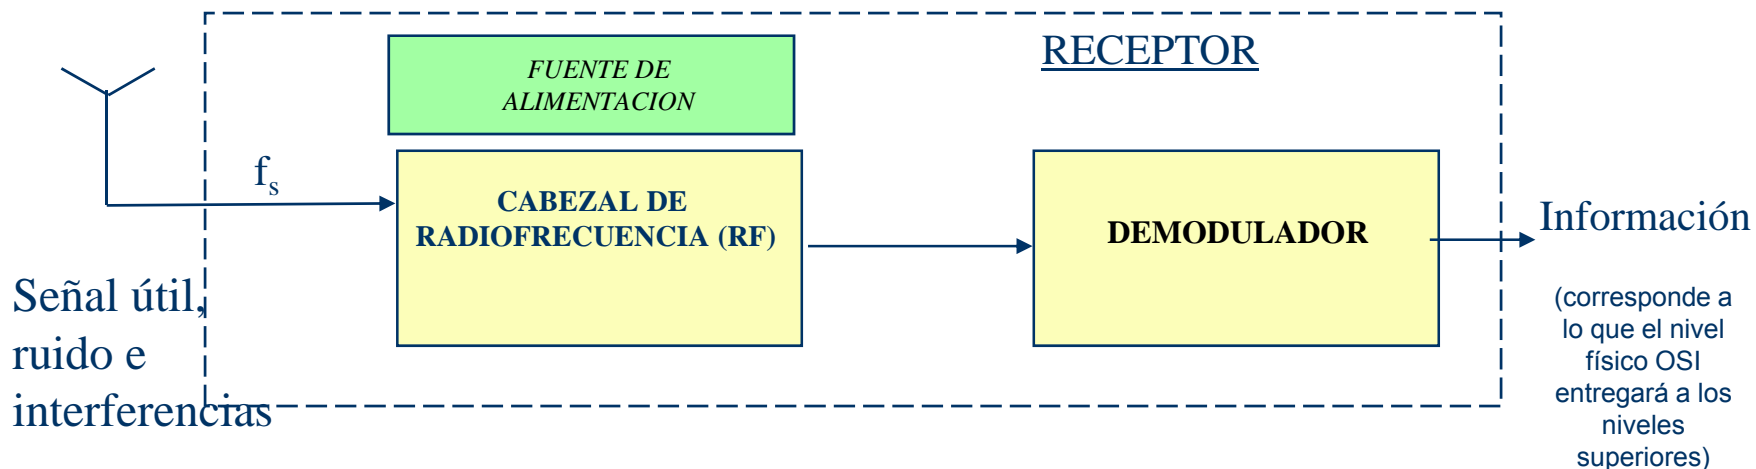 RECEPTOR
FUENTE DE
ALIMENTACION
fs
CABEZAL DE
RADIOFRECUENCIA (RF)
DEMODULADOR
Información
Señal útil,
ruido e
interferencias
(corresponde a
lo que el nivel
físico OSI
entregará a los
niveles
superiores)